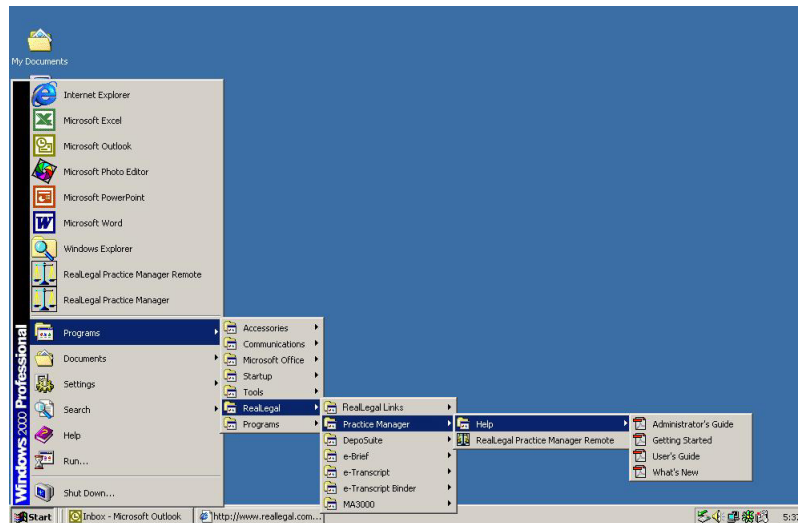 My Documents
Internet Explorer
Microsoft Excel
Microsoft Outlook
Microsoft Photo Editor
Microsoft PowerPoint
Microsoft Word
Windows Explorer
RealLegal Practice Manager Remote
RealLegal Practice Manager
Programs
Documents
Settings
Search
Help
Run...
Shut Down...
Windows 2000 Professional
Accessories
Communications
Microsoft Office
Startup
Tools
RealLegal
Programs
RealLegal Links
Practice Manager
DepoSuite
e-Brief
e-Transcript
e-Transcript Binder
MA3000
Help
RealLegal Practice Manager Remote
Administrator's Guide
Getting Started
User's Guide
What's New
Start
Inbox - Microsoft Outlook
http://www.reallegal.com...